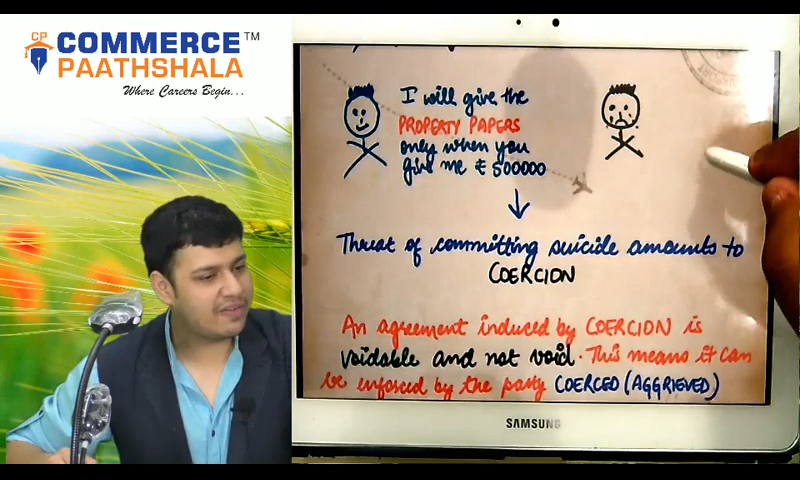 CP
COMMERCE™
PAATHSHALA
Where Careers Begin...
I will give the
PROPERTY PAPERS
only when you
give me ₹ 500000
Threat of committing suicide amounts to
COERCION
An agreement induced by COERCION is
voidable and not void. This means it can
be enforced by the party COERCED (AGGRIEVED)
SAMSUNG